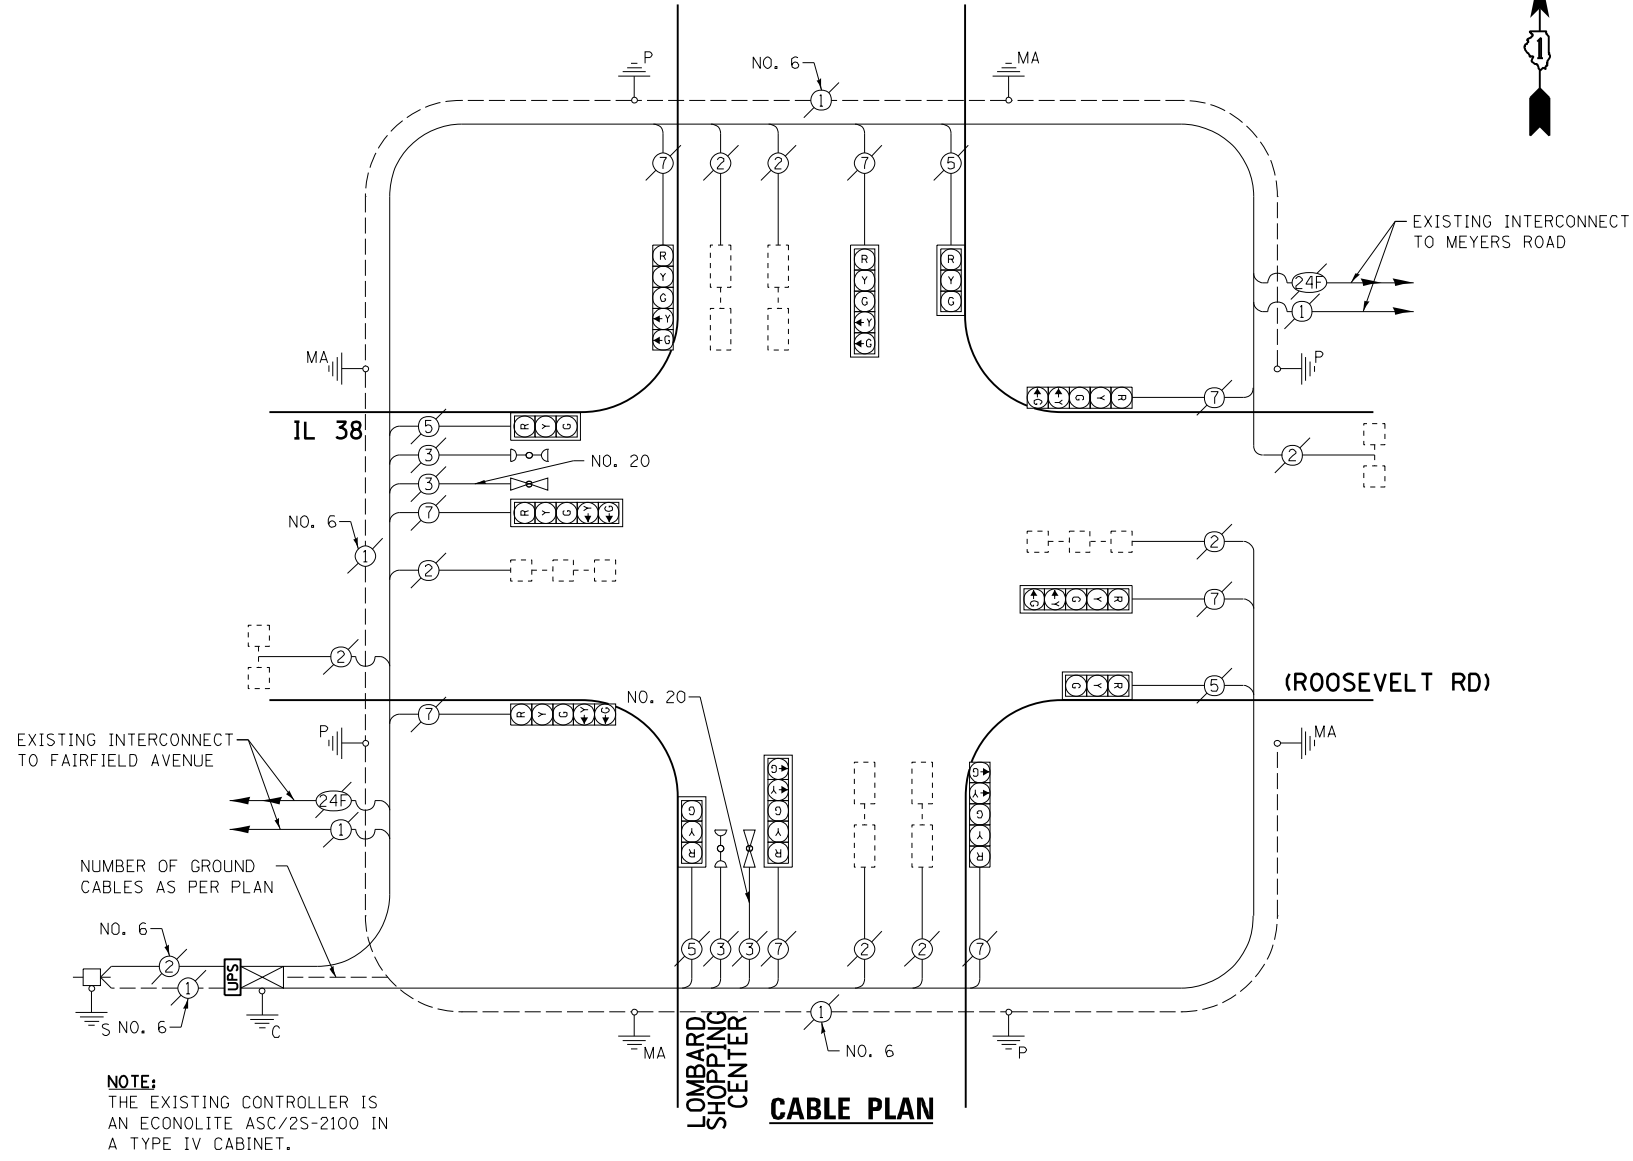 P
NO. 6
MA
1
1
7
2
2
7
5
EXISTING INTERCONNECT
TO MEYERS ROAD
R
Y
G
Y
G
R
Y
G
Y
G
R
Y
G
24F
1
MA
P
G Y G Y R
7
IL 38
5
R Y G
3
NO. 20
3
7
R Y G Y G
2
NO. 6
1
2
2
2
G Y G Y R
7
2
G Y R
5
(ROOSEVELT RD)
NO. 20
7
R Y G Y G
P
MA
EXISTING INTERCONNECT
TO FAIRFIELD AVENUE
24F
1
G
Y
R
G
Y
G
Y
R
G
Y
G
Y
R
NUMBER OF GROUND
CABLES AS PER PLAN
NO. 6
2
5
3
3
7
2
2
7
UPS
1
S
NO. 6
C
1
MA
NO. 6
P
LOMBARD
SHOPPING
CENTER
NOTE:
THE EXISTING CONTROLLER IS
AN ECONOLITE ASC/2S-2100 IN
A TYPE IV CABINET.
CABLE PLAN